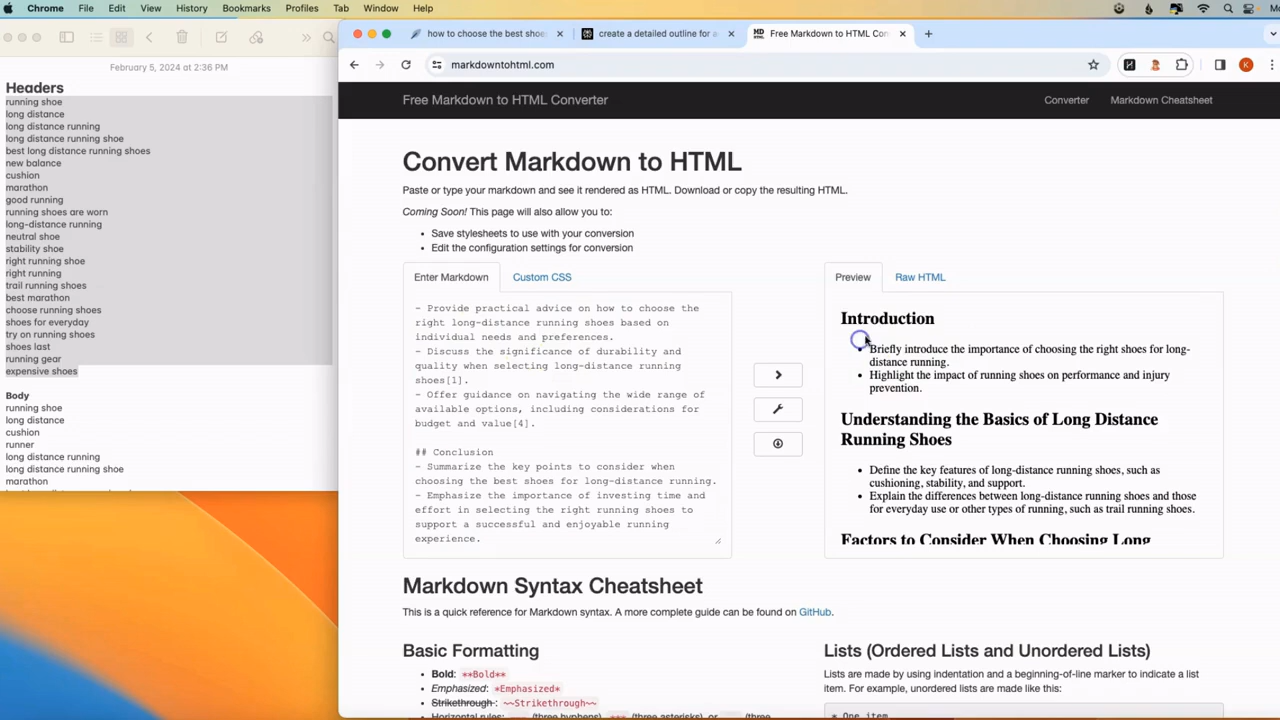 Chrome File Edit View History Bookmarks Profiles Tab Window Help
February 5, 2024 at 2:36 PM
Headers
running shoe
long distance
long distance running
long distance running shoe
best long distance running shoes
new balance
cushion
marathon
good running
running shoes are worn
long-distance running
neutral shoe
stability shoe
right running shoe
right running
trail running shoes
best marathon
choose running shoes
shoes for everyday
try on running shoes
shoes last
running gear
expensive shoes
Body
running shoe
long distance
cushion
runner
long distance running
long distance running shoe
marathon
how to choose the best shoe
create a detailed outline for a
MD
HTML
Free Markdown to HTML Con
markdowntohtml.com
K
Free Markdown to HTML Converter
Converter
Markdown Cheatsheet
Convert Markdown to HTML
Paste or type your markdown and see it rendered as HTML. Download or copy the resulting HTML.
Coming Soon! This page will also allow you to:
• Save stylesheets to use with your conversion
• Edit the configuration settings for conversion
Enter Markdown
Custom CSS
- Provide practical advice on how to choose the
right long-distance running shoes based on
individual needs and preferences.
- Discuss the significance of durability and
quality when selecting long-distance running
shoes[1].
- Offer guidance on navigating the wide range of
available options, including considerations for
budget and value[4].
## Conclusion
- Summarize the key points to consider when
choosing the best shoes for long-distance running.
- Emphasize the importance of investing time and
effort in selecting the right running shoes to
support a successful and enjoyable running
experience.
Preview
Raw HTML
Introduction
• Briefly introduce the importance of choosing the right shoes for long-
distance running.
• Highlight the impact of running shoes on performance and injury
prevention.
Understanding the Basics of Long Distance
Running Shoes
• Define the key features of long-distance running shoes, such as
cushioning, stability, and support.
• Explain the differences between long-distance running shoes and those
for everyday use or other types of running, such as trail running shoes.
Factors to Consider When Choosing Long
Markdown Syntax Cheatsheet
This is a quick reference for Markdown syntax. A more complete guide can be found on GitHub.
Basic Formatting
• Bold: **Bold**
• Emphasized: *Emphasized*
• Strikethrough: ~~Strikethrough~~
• Horizontal rules: --- (three hyphens), *** (three asterisks), or ___ (three
Lists (Ordered Lists and Unordered Lists)
Lists are made by using indentation and a beginning-of-line marker to indicate a list
item. For example, unordered lists are made like this:
* One item